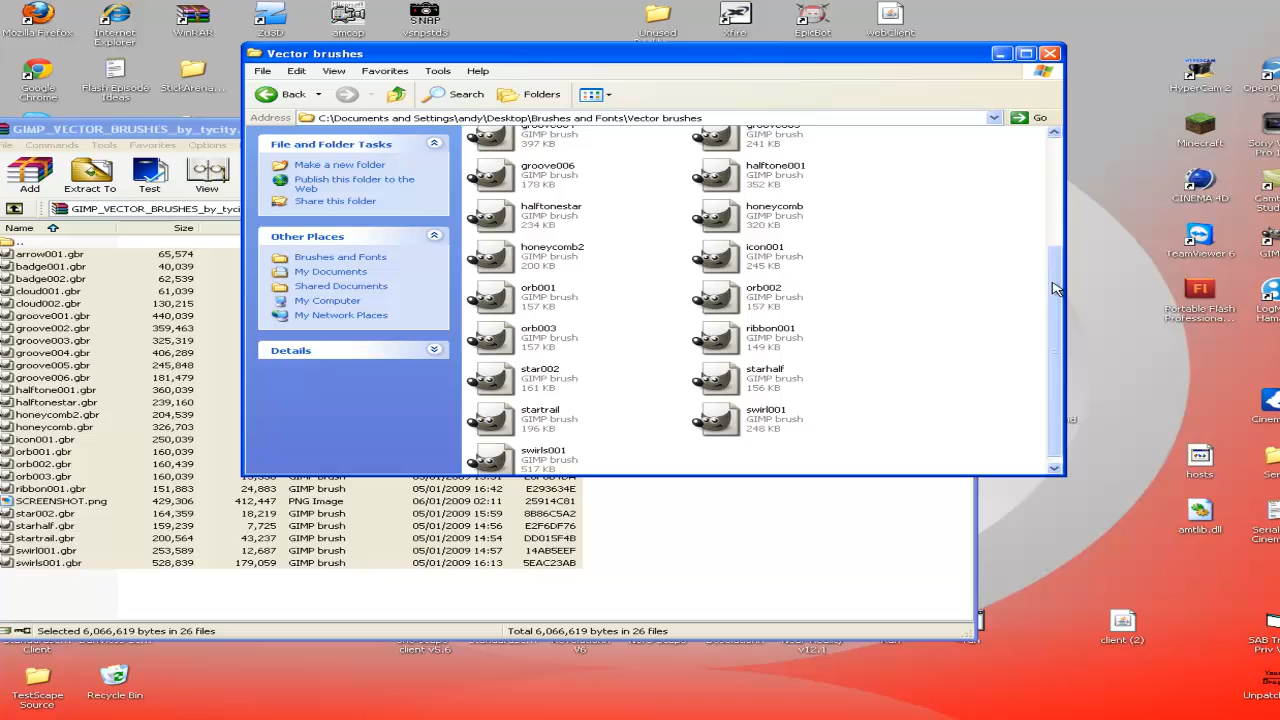 Mozilla Firefox
Internet
Explorer
WinRAR
ZU3D
amcap
SNAP
vsnpstd3
Unused
Xfire
EpicBot
webClient
Google
Chrome
Flash Episode
Ideas
StickArena...
HyperCam 2
Minecraft
CINEMA 4D
TeamViewer 6
Portable Flash
Professiona...
hosts
amtlib.dll
client (2)
Vector brushes
File Edit View Favorites Tools Help
Back Search Folders
Address C:\Documents and Settings\andy\Desktop\Brushes and Fonts\Vector brushes Go
File and Folder Tasks
Make a new folder
Publish this folder to the
Web
Share this folder
Other Places
Brushes and Fonts
My Documents
Shared Documents
My Computer
My Network Places
Details
GIMP brush
397 KB
GIMP brush
241 KB
groove006
GIMP brush
178 KB
halftone001
GIMP brush
352 KB
halftonestar
GIMP brush
234 KB
honeycomb
GIMP brush
320 KB
honeycomb2
GIMP brush
200 KB
icon001
GIMP brush
245 KB
orb001
GIMP brush
157 KB
orb002
GIMP brush
157 KB
orb003
GIMP brush
157 KB
ribbon001
GIMP brush
149 KB
star002
GIMP brush
161 KB
starhalf
GIMP brush
156 KB
startrail
GIMP brush
196 KB
swirl001
GIMP brush
248 KB
swirls001
GIMP brush
517 KB
GIMP_VECTOR_BRUSHES_by_tycity.
Commands Tools Favorites Options
Add Extract To Test View
GIMP_VECTOR_BRUSHES_by_tyci
Name Size
..
arrow001.gbr 65,574
badge001.gbr 40,039
badge002.gbr 62,539
cloud001.gbr 61,039
cloud002.gbr 130,215
groove001.gbr 440,039
groove002.gbr 359,463
groove003.gbr 325,319
groove004.gbr 406,289
groove005.gbr 245,848
groove006.gbr 181,479
halftone001.gbr 360,039
halftonestar.gbr 239,160
honeycomb2.gbr 204,539
honeycomb.gbr 326,703
icon001.gbr 250,039
orb001.gbr 160,039
orb002.gbr 160,439
orb003.gbr 160,039
ribbon001.gbr 151,883 24,883 GIMP brush 05/01/2009 16:42 E293634E
SCREENSHOT.png 429,306 412,447 PNG Image 06/01/2009 02:11 25914C81
star002.gbr 164,359 18,219 GIMP brush 05/01/2009 15:59 8B86C5A2
starhalf.gbr 159,239 7,725 GIMP brush 05/01/2009 14:56 E2F6DF76
startrail.gbr 200,564 43,237 GIMP brush 05/01/2009 14:54 DD015F4B
swirl001.gbr 253,589 12,687 GIMP brush 05/01/2009 14:57 14AB5EEF
swirls001.gbr 528,839 179,059 GIMP brush 05/01/2009 16:13 5EAC23AB
Selected 6,066,619 bytes in 26 files Total 6,066,619 bytes in 26 files
Client
client v5.6
V6
v12.1
TestScape
Source
Recycle Bin